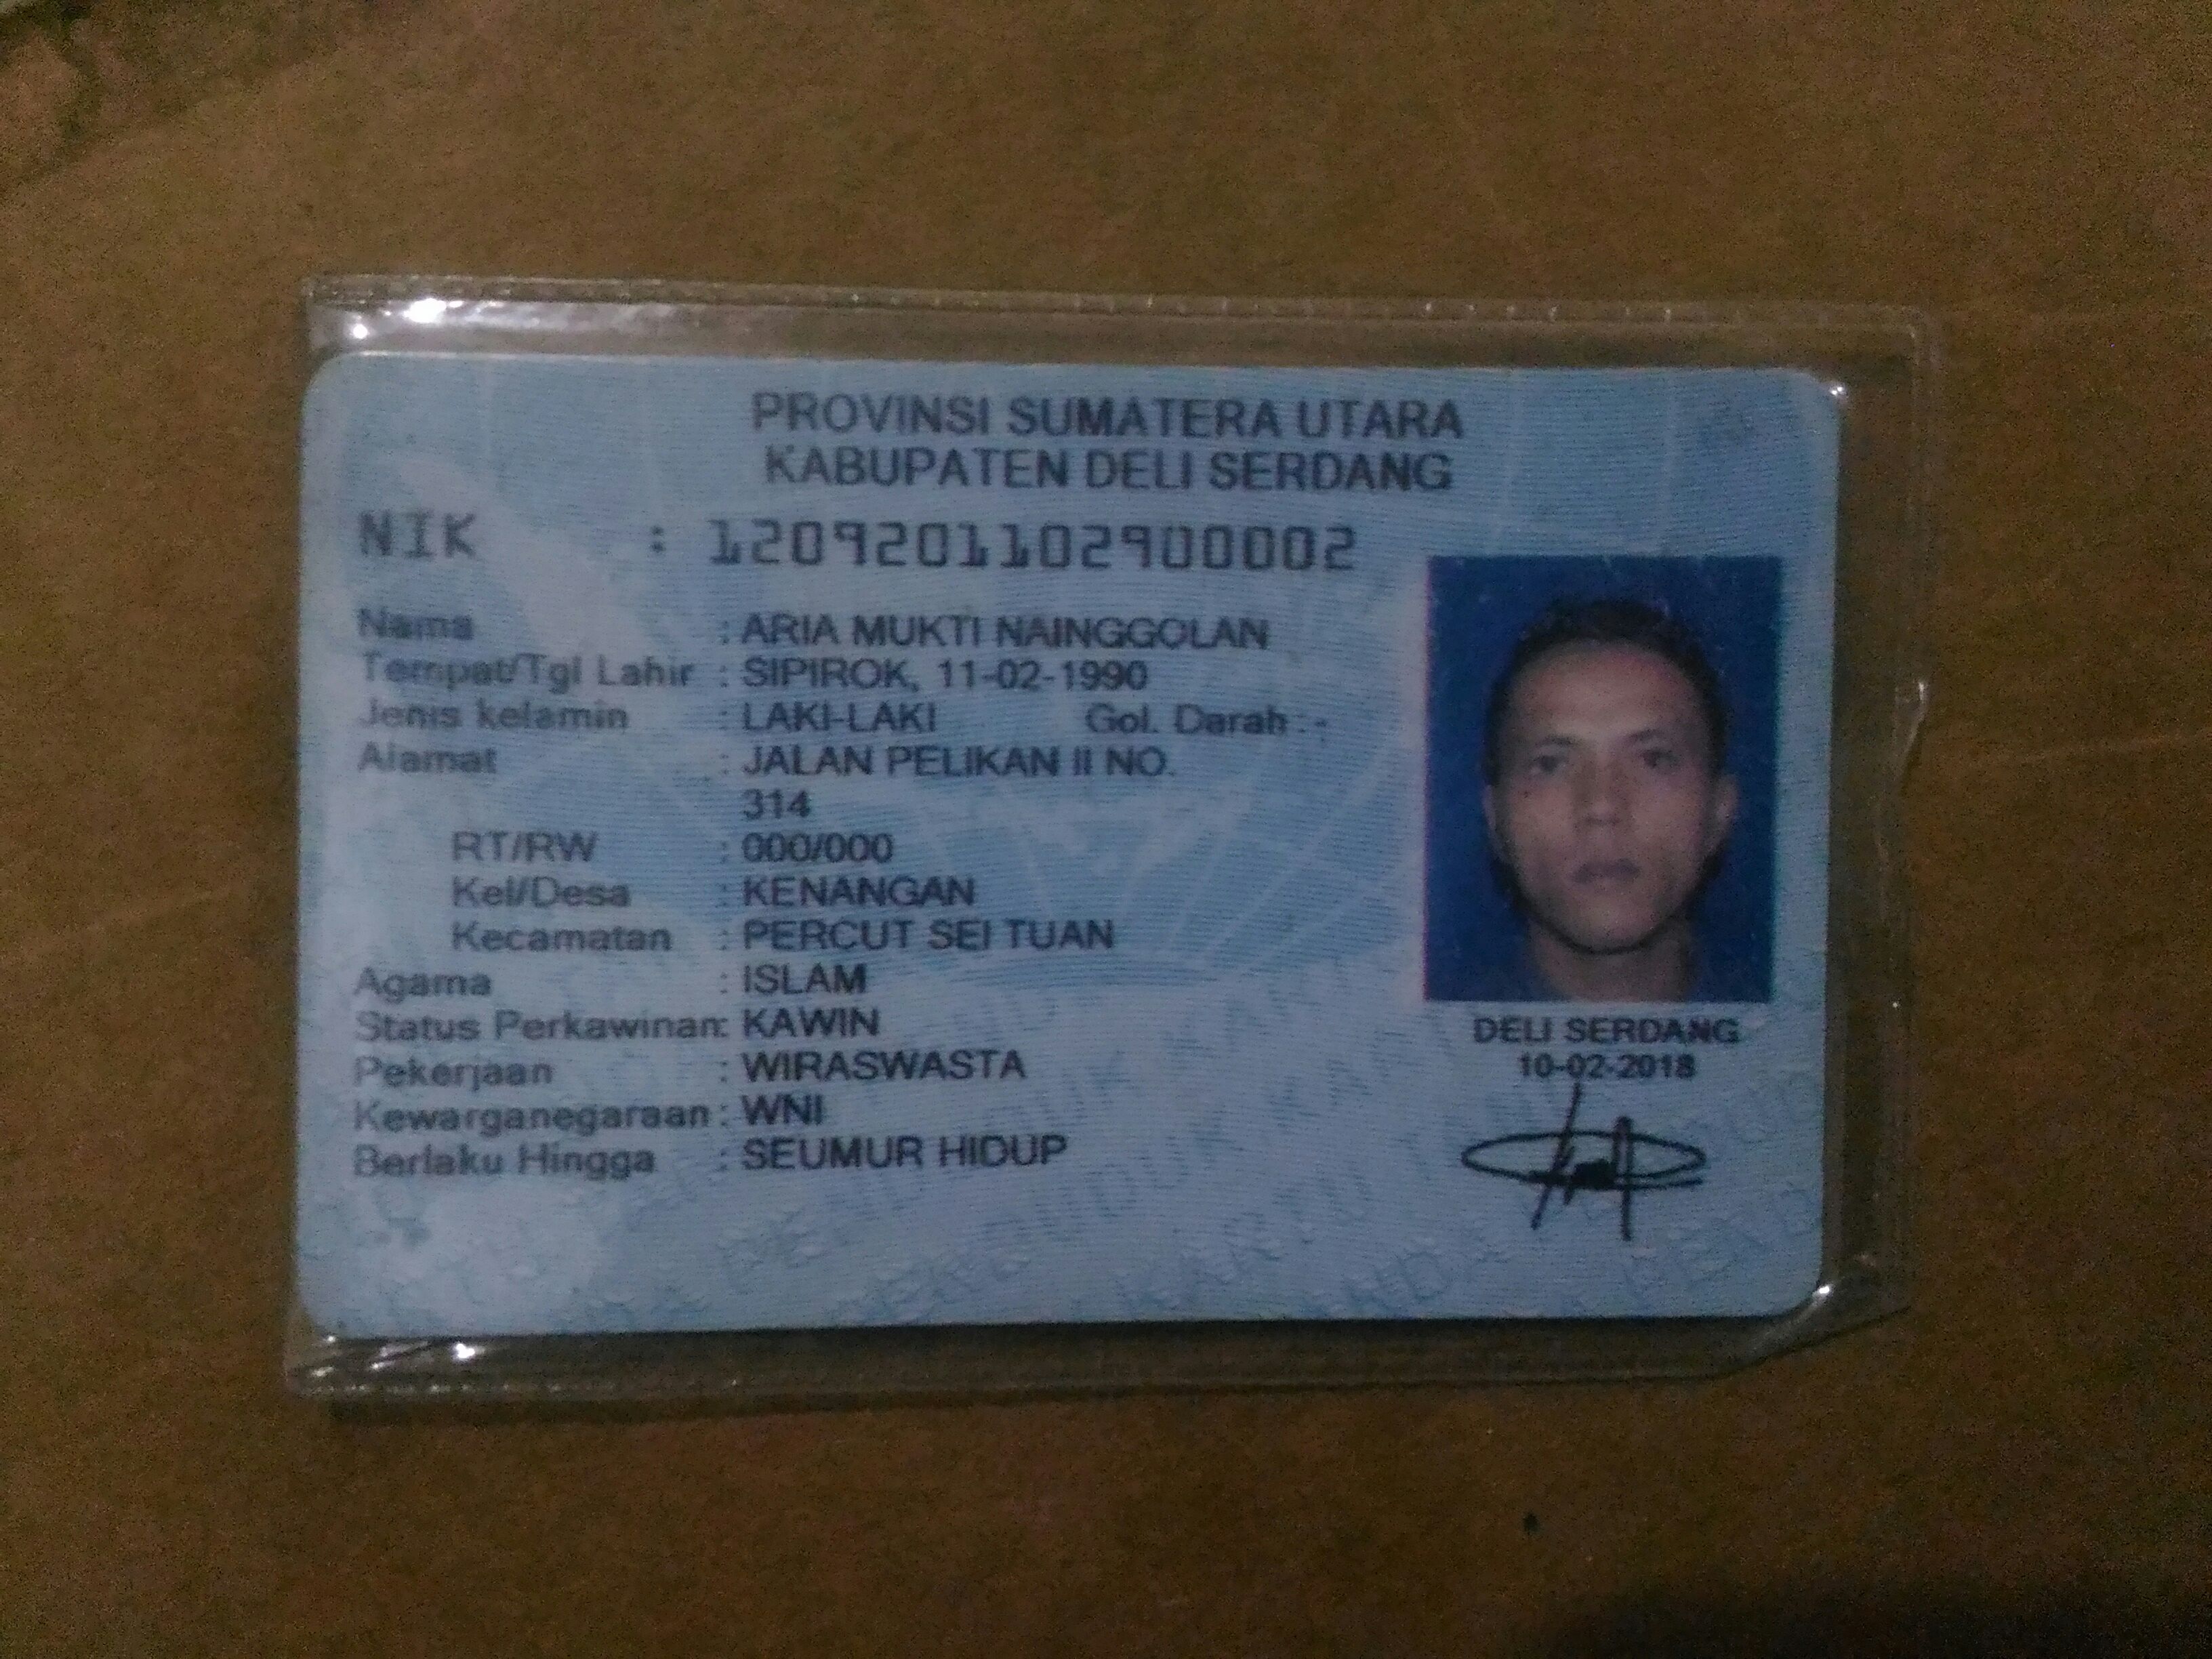 PROVINSI SUMATERA UTARA
KABUPATEN DELI SERDANG
NIK : 1209201102900002
Nama : ARIA MUKTI NAINGGOLAN
Tempat/Tgl Lahir : SIPIROK, 11-02-1990
Jenis kelamin : LAKI-LAKI Gol. Darah : -
Alamat : JALAN PELIKAN II NO.
314
RT/RW : 000/000
Kel/Desa : KENANGAN
Kecamatan : PERCUT SEI TUAN
Agama : ISLAM
Status Perkawinan: KAWIN
Pekerjaan : WIRASWASTA
Kewarganegaraan : WNI
Berlaku Hingga : SEUMUR HIDUP
DELI SERDANG
10-02-2018